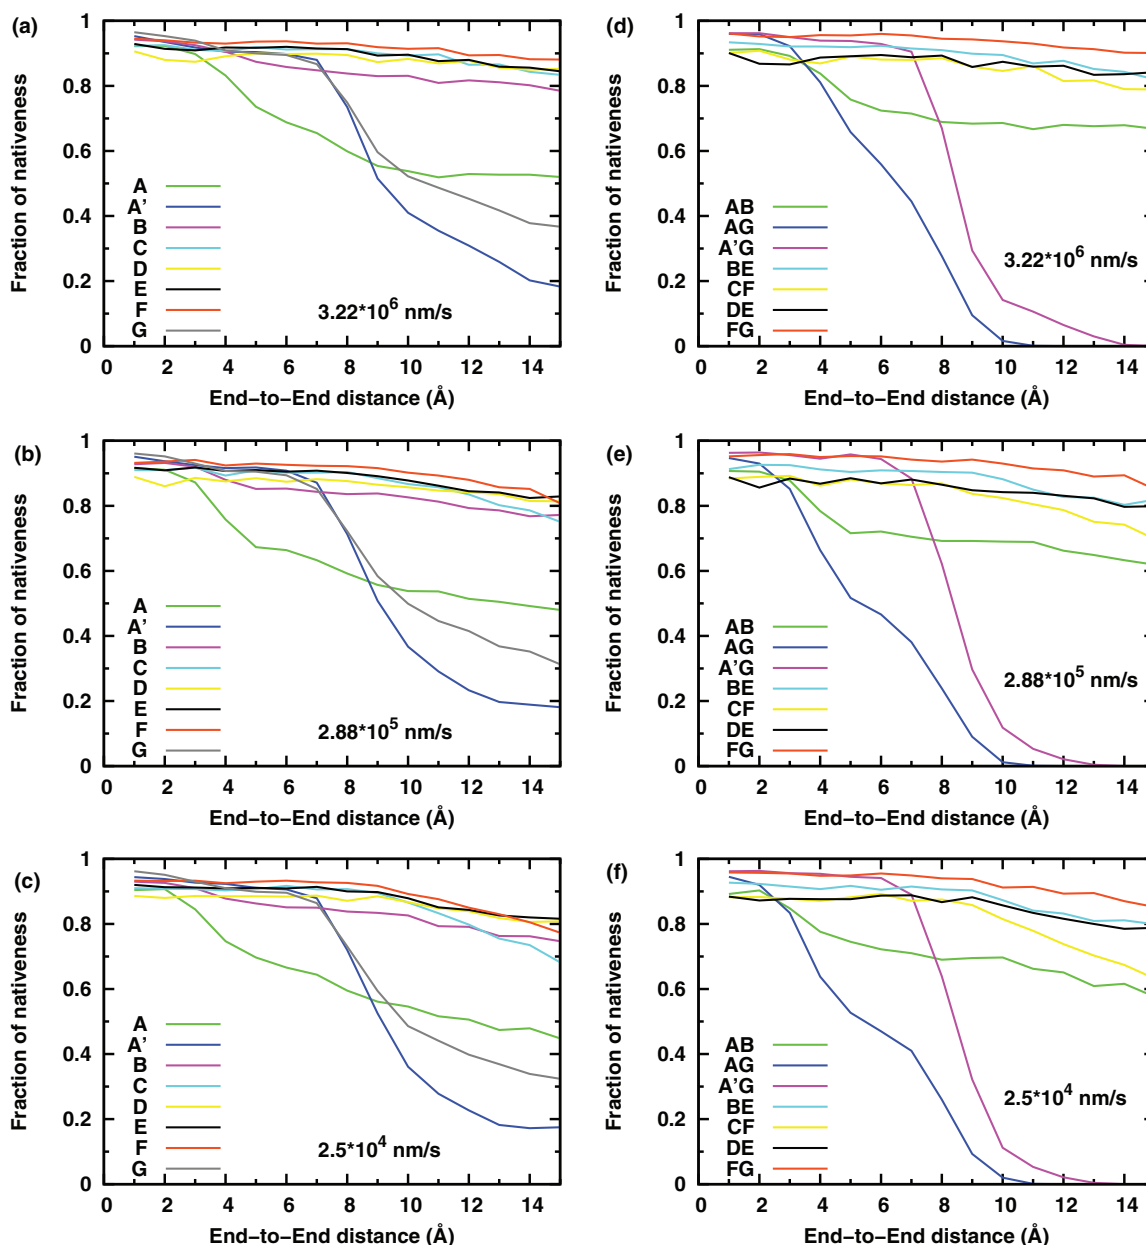 (a)
Fraction of nativeness
1
0.8
0.6
0.4
0.2
0
A
A'
B
C
D
E
F
G
3.22*10^6 nm/s
0 2 4 6 8 10 12 14
End−to−End distance (Å)
(d)
Fraction of nativeness
1
0.8
0.6
0.4
0.2
0
AB
AG
A'G
BE
CF
DE
FG
3.22*10^6 nm/s
0 2 4 6 8 10 12 14
End−to−End distance (Å)
(b)
Fraction of nativeness
1
0.8
0.6
0.4
0.2
0
A
A'
B
C
D
E
F
G
2.88*10^5 nm/s
0 2 4 6 8 10 12 14
End−to−End distance (Å)
(e)
Fraction of nativeness
1
0.8
0.6
0.4
0.2
0
AB
AG
A'G
BE
CF
DE
FG
2.88*10^5 nm/s
0 2 4 6 8 10 12 14
End−to−End distance (Å)
(c)
Fraction of nativeness
1
0.8
0.6
0.4
0.2
0
A
A'
B
C
D
E
F
G
2.5*10^4 nm/s
0 2 4 6 8 10 12 14
End−to−End distance (Å)
(f)
Fraction of nativeness
1
0.8
0.6
0.4
0.2
0
AB
AG
A'G
BE
CF
DE
FG
2.5*10^4 nm/s
0 2 4 6 8 10 12 14
End−to−End distance (Å)